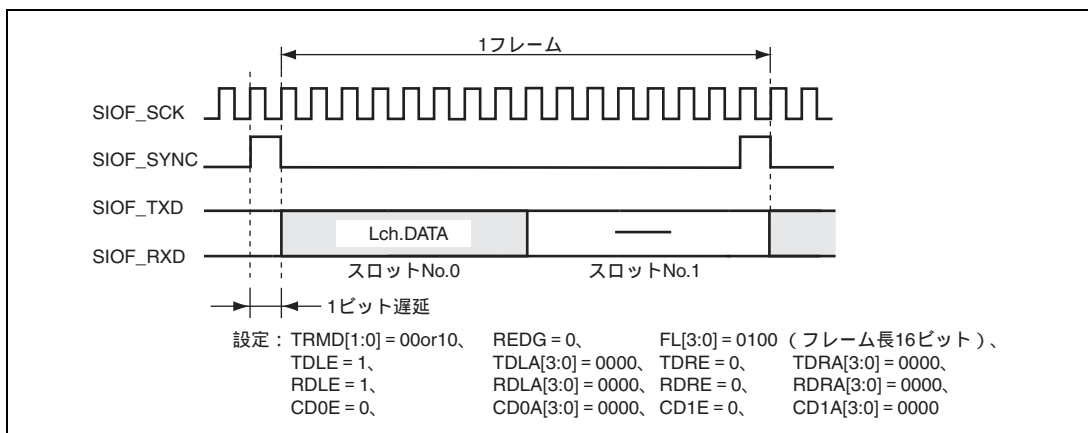 1フレーム
SIOF_SCK
SIOF_SYNC
SIOF_TXD
Lch.DATA
SIOF_RXD
スロットNo.0 スロットNo.1
1ビット遅延
設定：TRMD[1:0] = 00or10、 REDG = 0、 FL[3:0] = 0100（フレーム長16ビット）、
TDLE = 1、 TDLA[3:0] = 0000、 TDRE = 0、 TDRA[3:0] = 0000、
RDLE = 1、 RDLA[3:0] = 0000、 RDRE = 0、 RDRA[3:0] = 0000、
CD0E = 0、 CD0A[3:0] = 0000、 CD1E = 0、 CD1A[3:0] = 0000